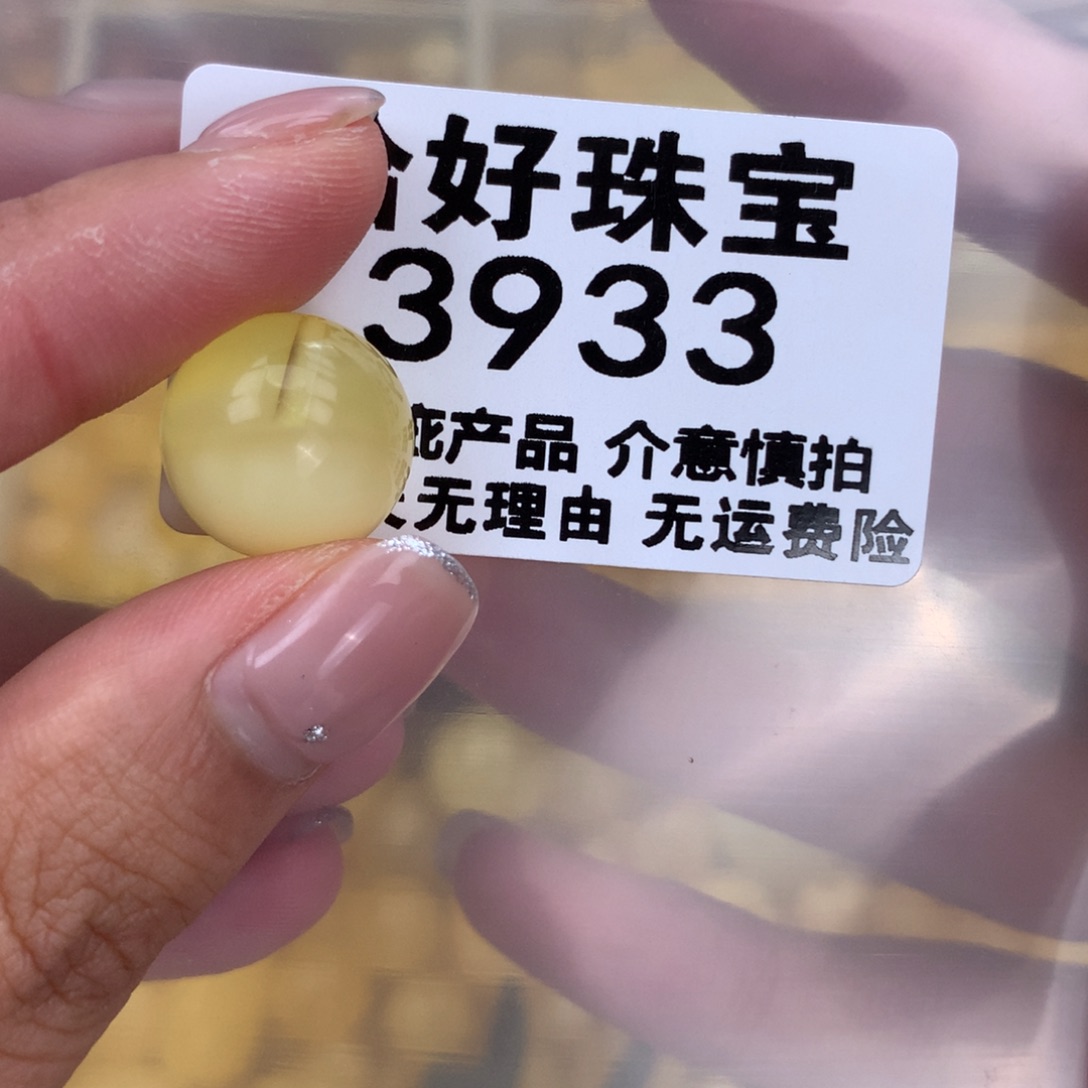 好珠宝
3933
产品 介意慎拍
无理由 无运费险